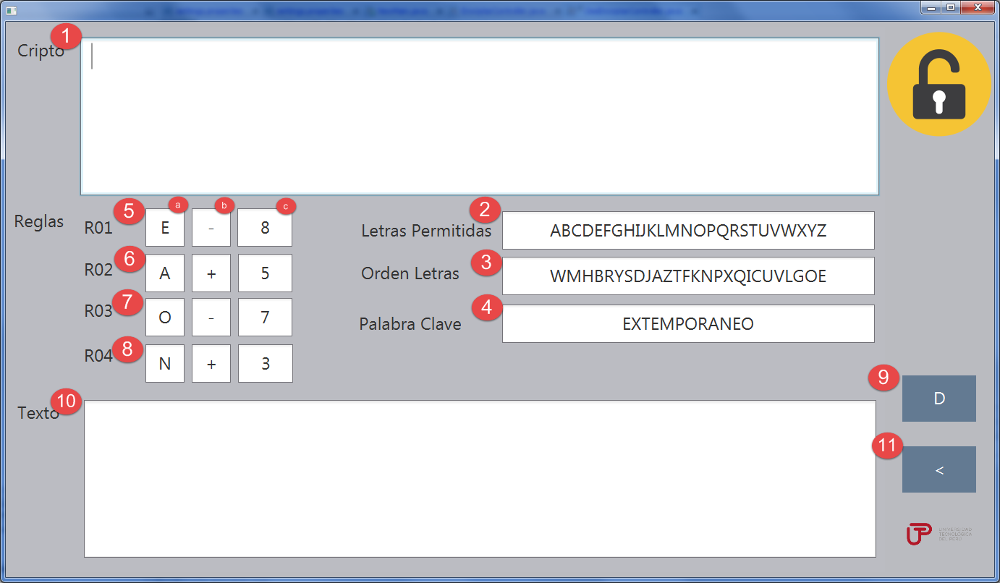 1
Cripto
5 a b c
Reglas R01 E - 8
2
Letras Permitidas ABCDEFGHIJKLMNOPQRSTUVWXYZ
6
R02 A + 5
3
Orden Letras WMHBRYSDJAZTFKNPXQICUVLGOE
7
R03 O - 7
4
Palabra Clave EXTEMPORANEO
8
R04 N + 3
9
D
10
Texto
11
<
UTP UNIVERSIDAD
TECNOLÓGICA
DEL PERÚ